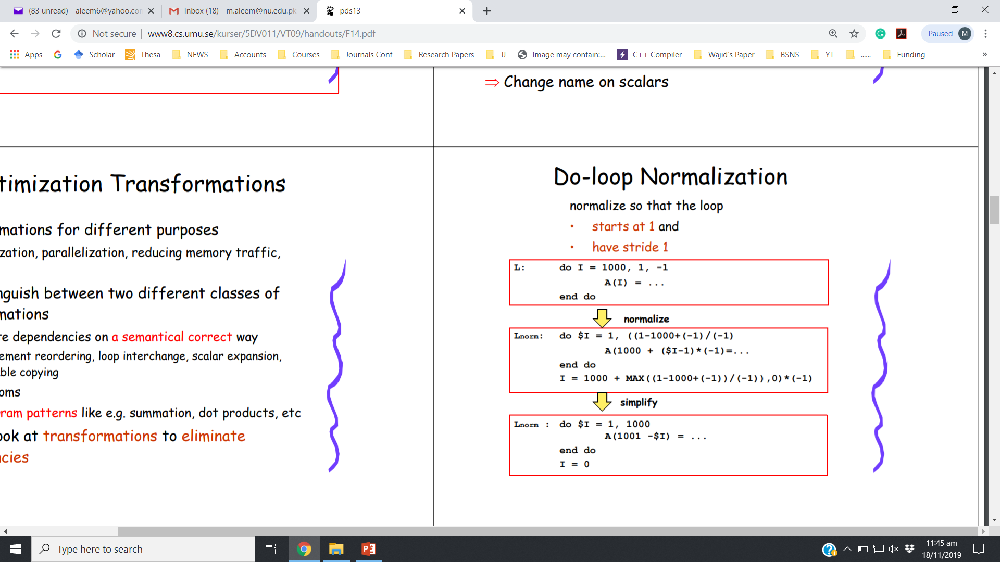 (83 unread) - aleem6@yahoo.con
Inbox (18) - m.aleem@nu.edu.pk
pds13
Not secure | www8.cs.umu.se/kurser/5DV011/VT09/handouts/F14.pdf
Paused M
Apps
Scholar
Thesa
NEWS
Accounts
Courses
Journals Conf
Research Papers
JJ
Image may contain:...
C++ Compiler
Wajid's Paper
BSNS
YT
......
Funding
»
⇒ Change name on scalars
timization Transformations
mations for different purposes
zation, parallelization, reducing memory traffic,
nguish between two different classes of
mations
re dependencies on a semantical correct way
ement reordering, loop interchange, scalar expansion,
ble copying
oms
ram patterns like e.g. summation, dot products, etc
ook at transformations to eliminate
ncies
Do-loop Normalization
normalize so that the loop
• starts at 1 and
• have stride 1
L: do I = 1000, 1, -1
A(I) = ...
end do
normalize
Lnorm: do $I = 1, ((1-1000+(-1)/(-1)
A(1000 + ($I-1)*(-1)=...
end do
I = 1000 + MAX((1-1000+(-1))/(-1)),0)*(-1)
simplify
Lnorm : do $I = 1, 1000
A(1001 -$I) = ...
end do
I = 0
Type here to search
11:45 am
18/11/2019